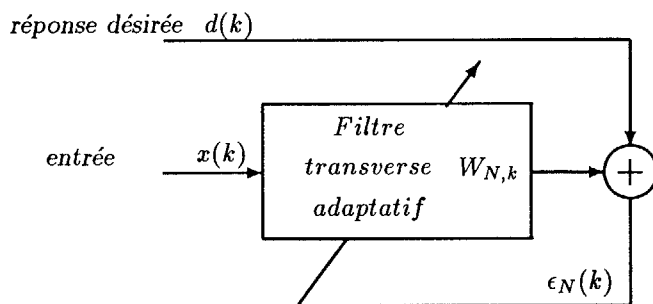 réponse désirée d(k)
Filtre
entrée x(k) transverse W_{N,k} +
adaptatif
ϵ_N(k)